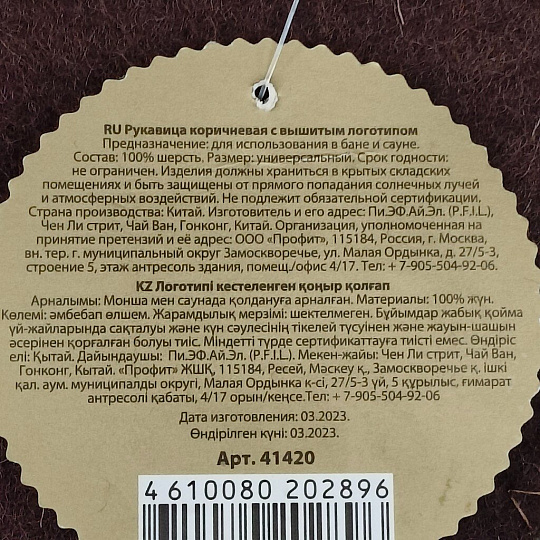 RU Рукавица коричневая с вышитым логотипом
Предназначение: для использования в бане и сауне.
Состав: 100% шерсть. Размер: универсальный. Срок годности:
не ограничен. Изделия должны храниться в крытых складских
помещениях и быть защищены от прямого попадания солнечных лучей
и атмосферных воздействий. Не подлежит обязательной сертификации.
Страна производства: Китай. Изготовитель и его адрес: Пи.ЭФ.Ай.Эл. (P.F.I.L.),
Чен Ли стрит, Чай Ван, Гонконг, Китай. Организация, уполномоченная на
принятие претензий и её адрес: ООО «Профит», 115184, Россия, г. Москва,
вн. тер. г. муниципальный округ Замоскворечье, ул. Малая Ордынка, д. 27/5-3,
строение 5, этаж антресоль здания, помещ./офис 4/17. Тел: + 7-905-504-92-06.
KZ Логотипі кестеленген қоңыр қолғап
Арналымы: Монша мен саунада қолдануға арналған. Материалы: 100% жүн.
Көлемі: әмбебап өлшем. Жарамдылық мерзімі: шектелмеген. Бұйымдар жабық қойма
үй-жайларында сақталуы және күн сәулесінің тікелей түсуінен және жауын-шашын
әсерінен қорғалған болуы тиіс. Міндетті түрде сертификаттауға тиісті емес. Өндіріс
елі: Қытай. Дайындаушы: Пи.ЭФ.Ай.Эл. (P.F.I.L.). Мекен-жайы: Чен Ли стрит, Чай Ван,
Гонконг, Кытай. «Профит» ЖШҚ, 115184, Ресей, Мәскеу қ., Замоскворечье қ. ішкі
қал. аум. муниципалды округі, Малая Ордынка к-сі, 27/5-3 үй, 5 құрылыс, ғимарат
антресолі қабаты, 4/17 орын/кеңсе.Тел: + 7-905-504-92-06
Дата изготовления: 03.2023.
Өндірілген күні: 03.2023.
Арт. 41420
4 610080 202896